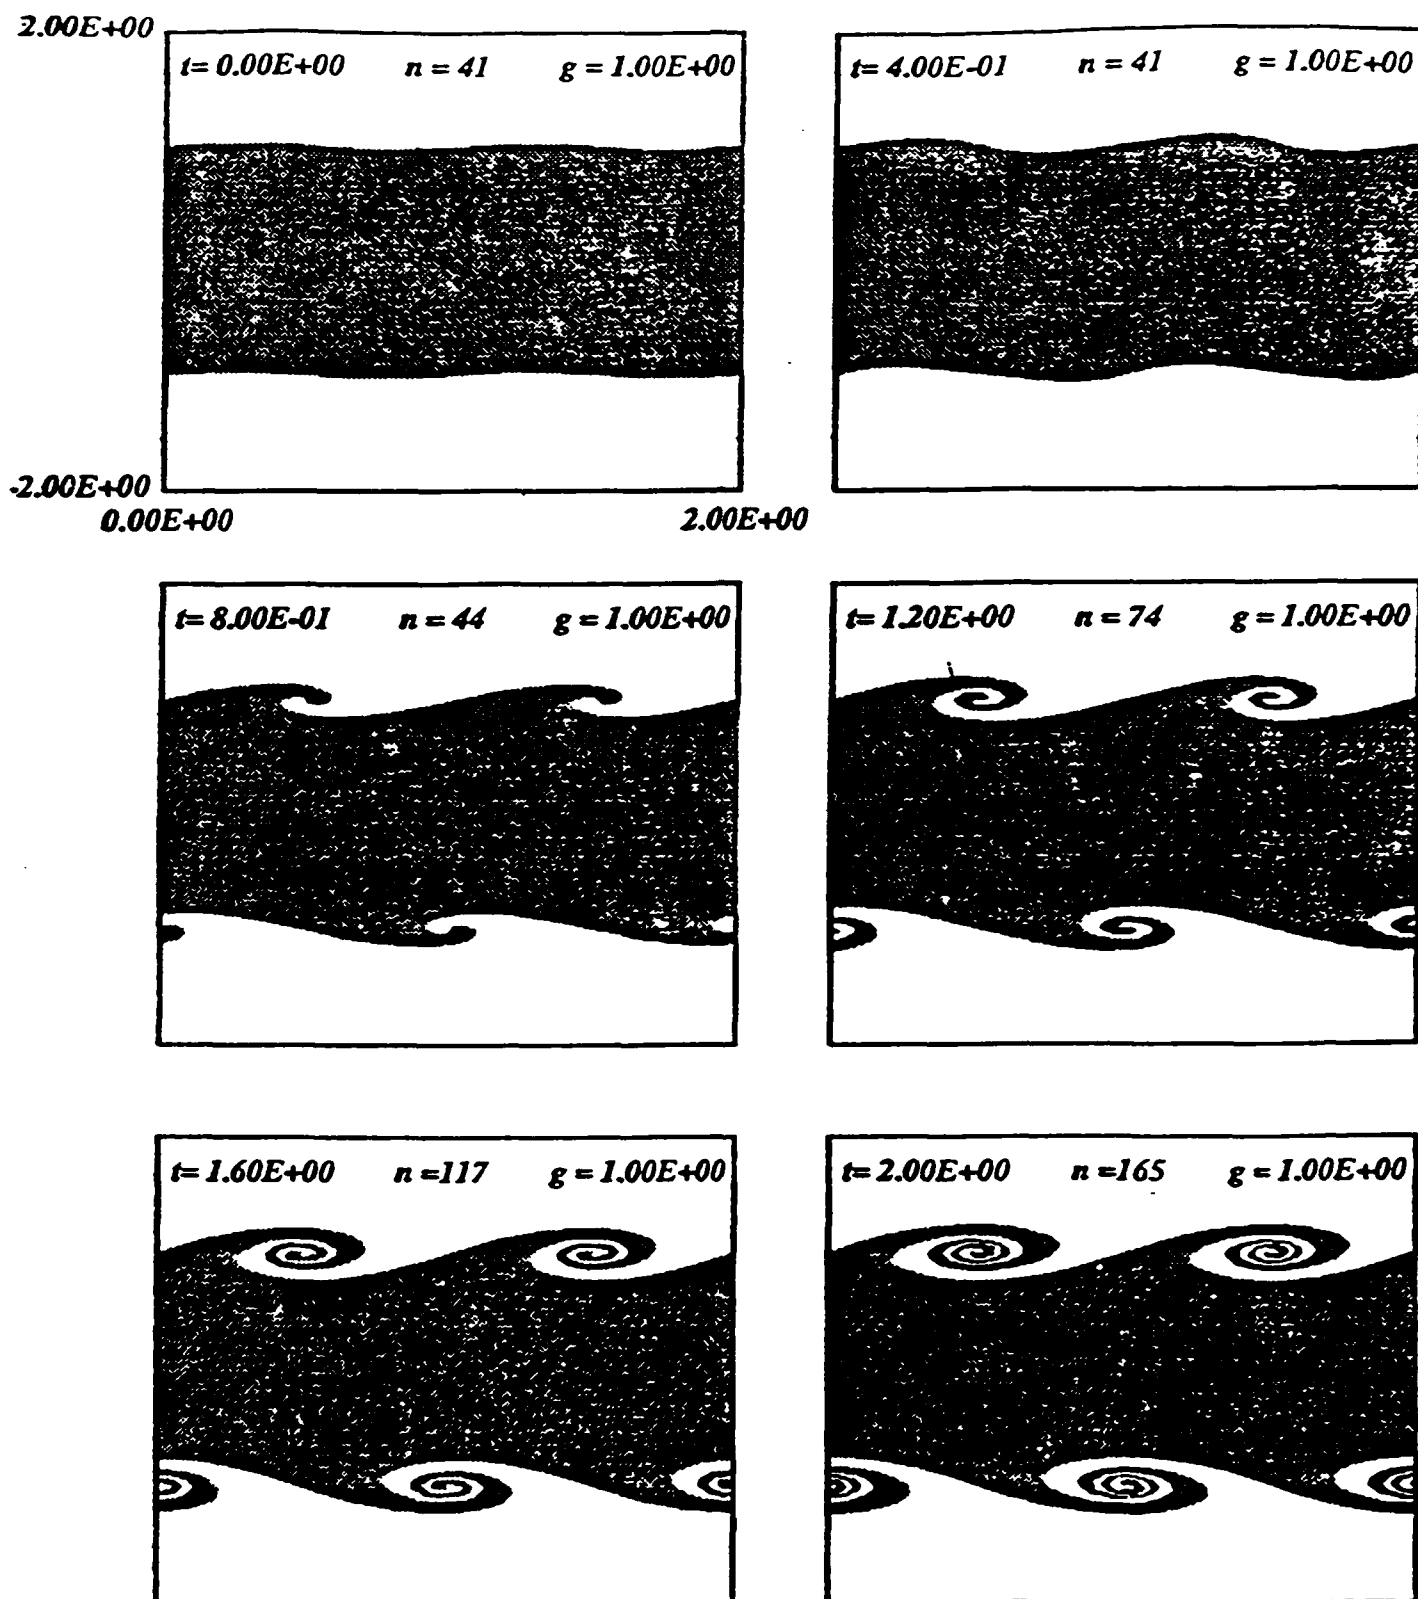 2.00E+00
t= 0.00E+00 n = 41 g = 1.00E+00
t= 4.00E-01 n = 41 g = 1.00E+00
-2.00E+00
0.00E+00 2.00E+00
t= 8.00E-01 n = 44 g = 1.00E+00
t= 1.20E+00 n = 74 g = 1.00E+00
t= 1.60E+00 n =117 g = 1.00E+00
t= 2.00E+00 n =165 g = 1.00E+00